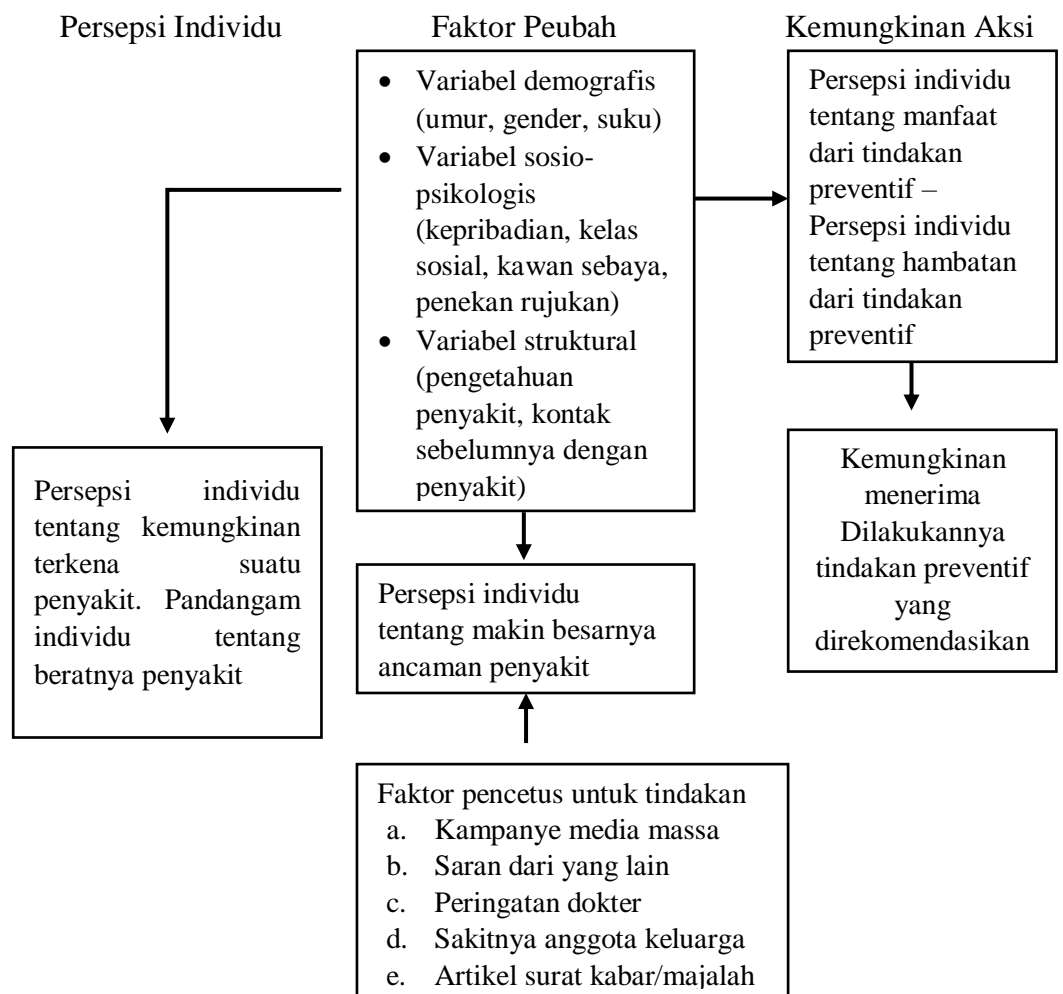 Persepsi Individu
Faktor Peubah
Kemungkinan Aksi
• Variabel demografis
(umur, gender, suku)
• Variabel sosio-
psikologis
(kepribadian, kelas
sosial, kawan sebaya,
penekan rujukan)
• Variabel struktural
(pengetahuan
penyakit, kontak
sebelumnya dengan
penyakit)
Persepsi individu
tentang manfaat
dari tindakan
preventif –
Persepsi individu
tentang hambatan
dari tindakan
preventif
Persepsi individu
tentang kemungkinan
terkena suatu
penyakit. Pandangam
individu tentang
beratnya penyakit
Persepsi individu
tentang makin besarnya
ancaman penyakit
Kemungkinan
menerima
Dilakukannya
tindakan preventif
yang
direkomendasikan
Faktor pencetus untuk tindakan
a. Kampanye media massa
b. Saran dari yang lain
c. Peringatan dokter
d. Sakitnya anggota keluarga
e. Artikel surat kabar/majalah